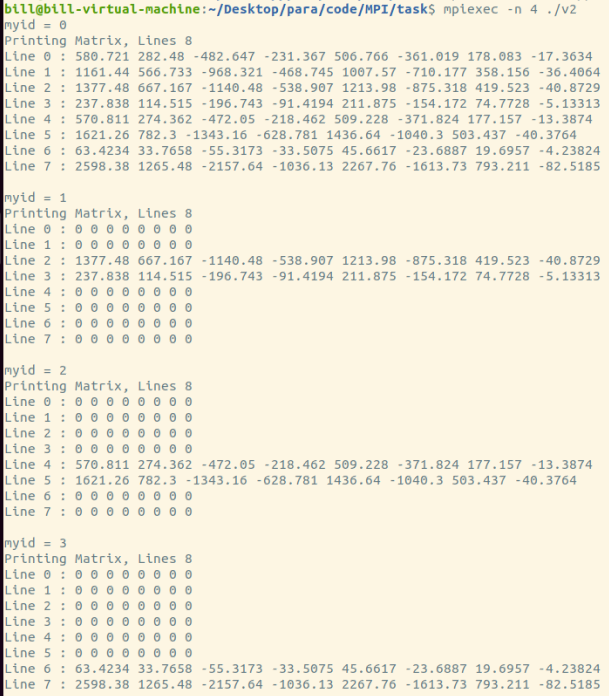 bill@bill-virtual-machine:~/Desktop/para/code/MPI/task$ mpiexec -n 4 ./v2
myid = 0
Printing Matrix, Lines 8
Line 0 : 580.721 282.48 -482.647 -231.367 506.766 -361.019 178.083 -17.3634
Line 1 : 1161.44 566.733 -968.321 -468.745 1007.57 -710.177 358.156 -36.4064
Line 2 : 1377.48 667.167 -1140.48 -538.907 1213.98 -875.318 419.523 -40.8729
Line 3 : 237.838 114.515 -196.743 -91.4194 211.875 -154.172 74.7728 -5.13313
Line 4 : 570.811 274.362 -472.05 -218.462 509.228 -371.824 177.157 -13.3874
Line 5 : 1621.26 782.3 -1343.16 -628.781 1436.64 -1040.3 503.437 -40.3764
Line 6 : 63.4234 33.7658 -55.3173 -33.5075 45.6617 -23.6887 19.6957 -4.23824
Line 7 : 2598.38 1265.48 -2157.64 -1036.13 2267.76 -1613.73 793.211 -82.5185
myid = 1
Printing Matrix, Lines 8
Line 0 : 0 0 0 0 0 0 0 0
Line 1 : 0 0 0 0 0 0 0 0
Line 2 : 1377.48 667.167 -1140.48 -538.907 1213.98 -875.318 419.523 -40.8729
Line 3 : 237.838 114.515 -196.743 -91.4194 211.875 -154.172 74.7728 -5.13313
Line 4 : 0 0 0 0 0 0 0 0
Line 5 : 0 0 0 0 0 0 0 0
Line 6 : 0 0 0 0 0 0 0 0
Line 7 : 0 0 0 0 0 0 0 0
myid = 2
Printing Matrix, Lines 8
Line 0 : 0 0 0 0 0 0 0 0
Line 1 : 0 0 0 0 0 0 0 0
Line 2 : 0 0 0 0 0 0 0 0
Line 3 : 0 0 0 0 0 0 0 0
Line 4 : 570.811 274.362 -472.05 -218.462 509.228 -371.824 177.157 -13.3874
Line 5 : 1621.26 782.3 -1343.16 -628.781 1436.64 -1040.3 503.437 -40.3764
Line 6 : 0 0 0 0 0 0 0 0
Line 7 : 0 0 0 0 0 0 0 0
myid = 3
Printing Matrix, Lines 8
Line 0 : 0 0 0 0 0 0 0 0
Line 1 : 0 0 0 0 0 0 0 0
Line 2 : 0 0 0 0 0 0 0 0
Line 3 : 0 0 0 0 0 0 0 0
Line 4 : 0 0 0 0 0 0 0 0
Line 5 : 0 0 0 0 0 0 0 0
Line 6 : 63.4234 33.7658 -55.3173 -33.5075 45.6617 -23.6887 19.6957 -4.23824
Line 7 : 2598.38 1265.48 -2157.64 -1036.13 2267.76 -1613.73 793.211 -82.5185